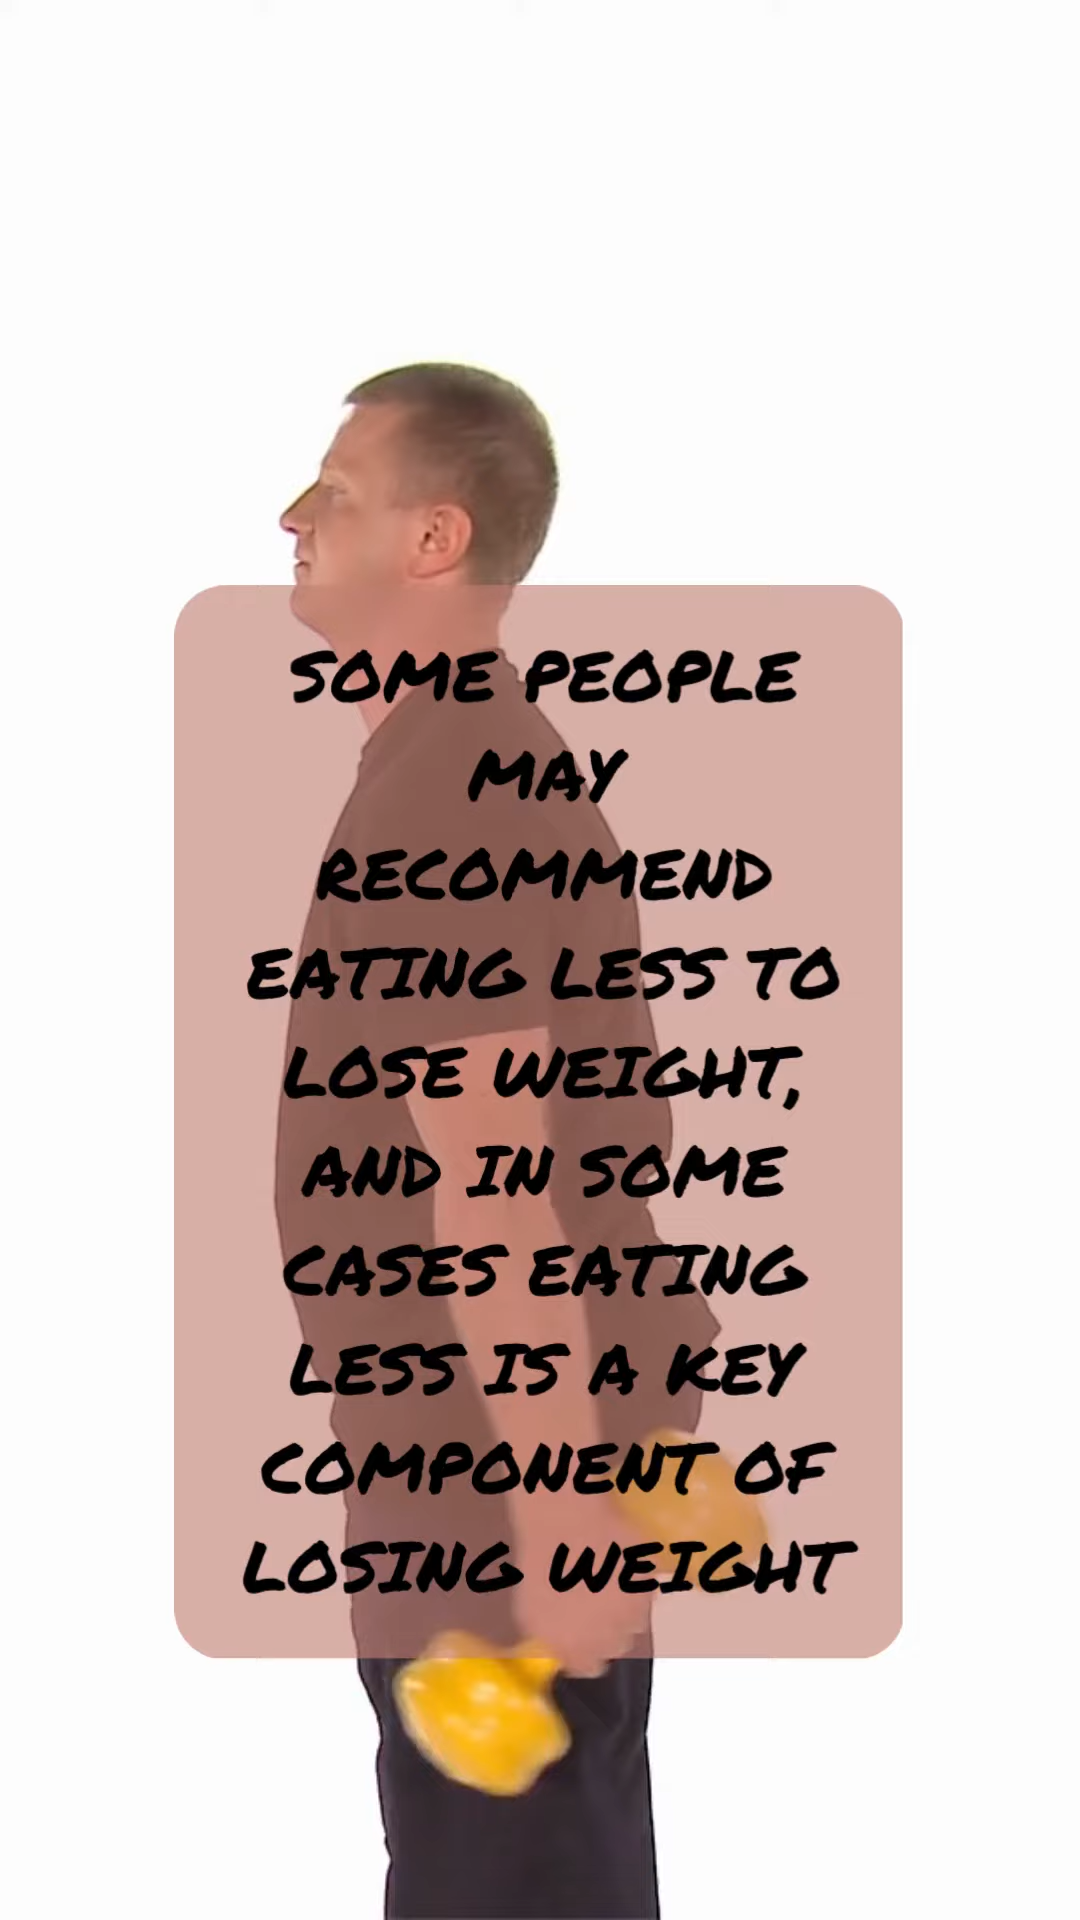 SOME PEOPLE
MAY
RECOMMEND
EATING LESS TO
LOSE WEIGHT,
AND IN SOME
CASES EATING
LESS IS A KEY
COMPONENT OF
LOSING WEIGHT